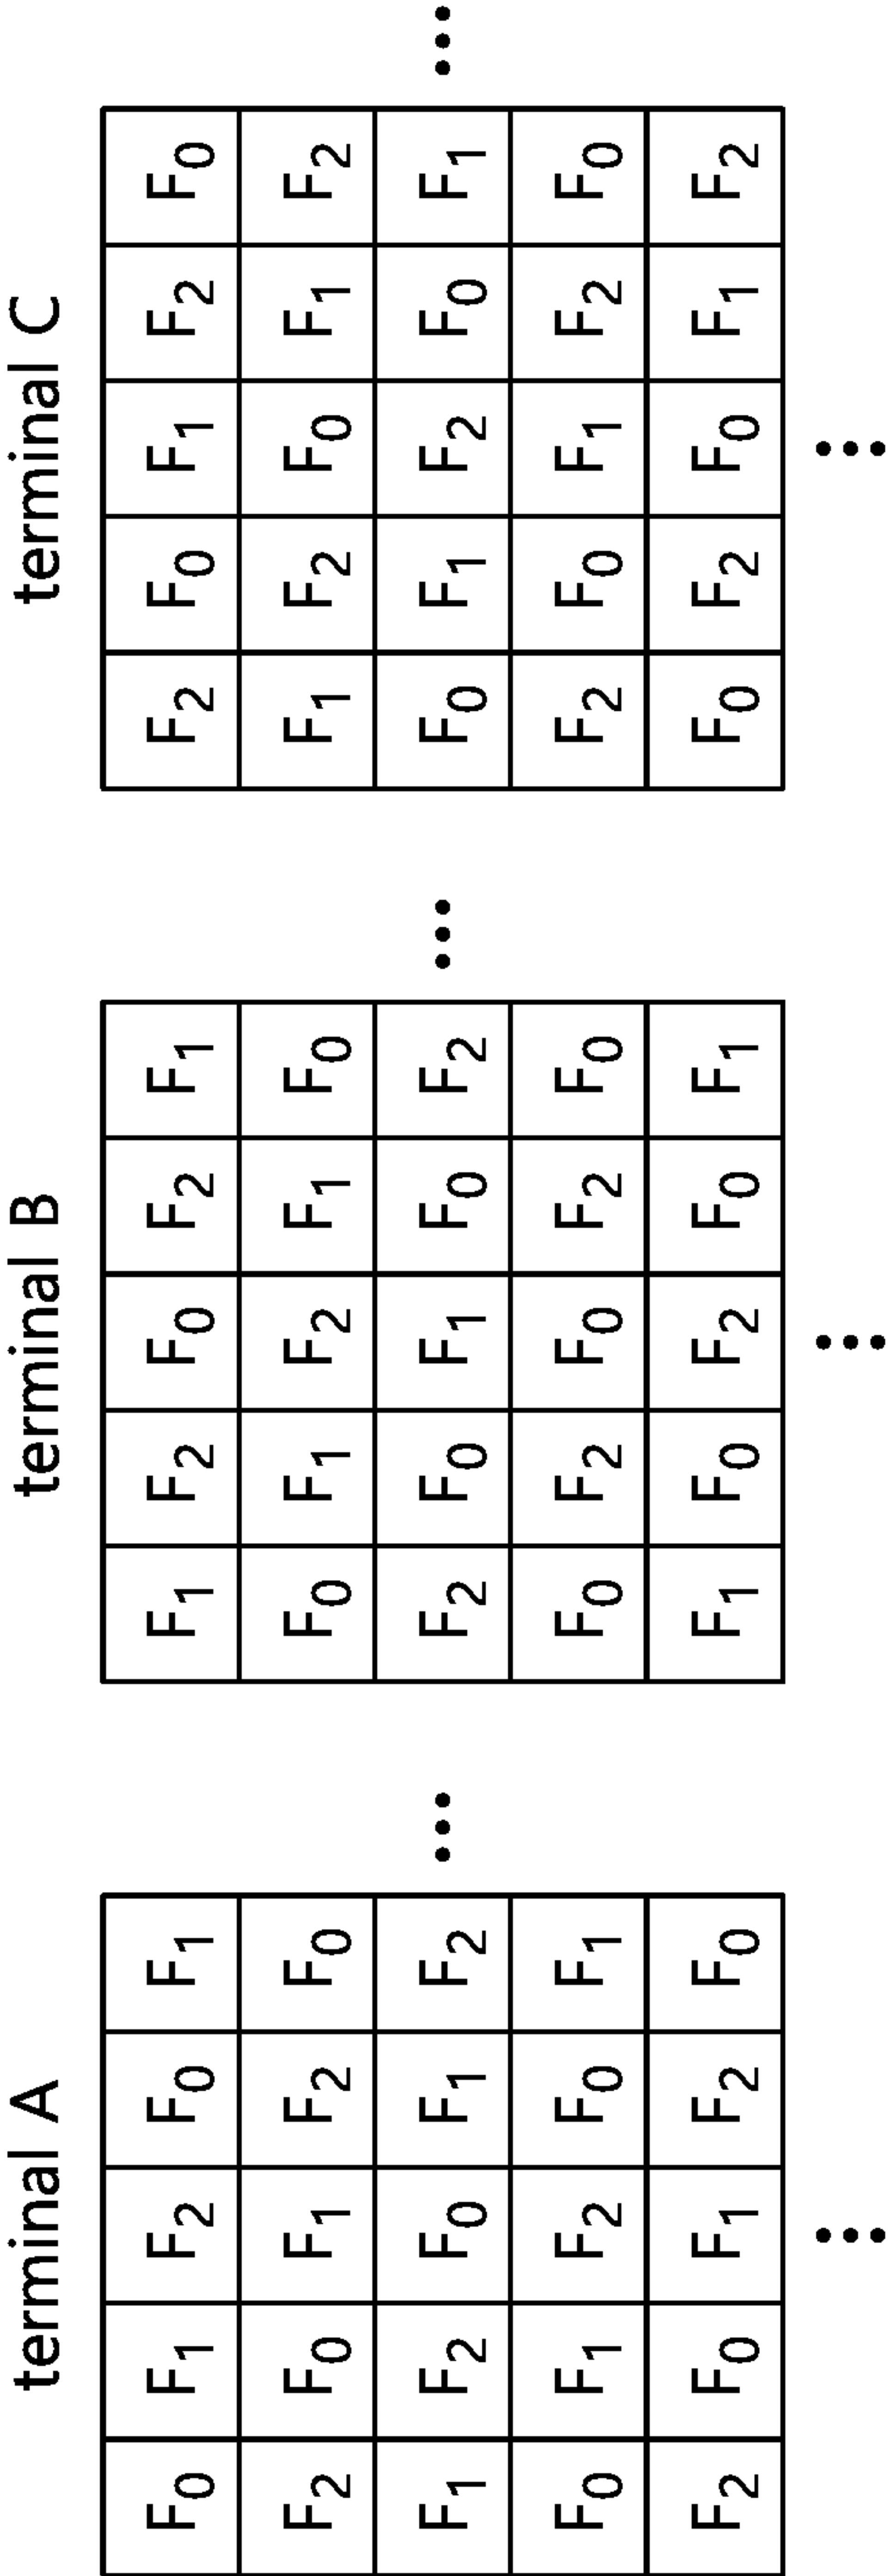 terminal A
F₀ F₁ F₂ F₀ F₁
F₂ F₀ F₁ F₂ F₀
F₁ F₂ F₀ F₁ F₂ ...
F₀ F₁ F₂ F₀ F₁
F₂ F₀ F₁ F₂ F₀
...
terminal B
F₁ F₂ F₀ F₂ F₁
F₀ F₁ F₂ F₁ F₀
F₂ F₀ F₁ F₀ F₂ ...
F₀ F₂ F₀ F₂ F₀
F₁ F₀ F₂ F₀ F₁
...
terminal C
F₂ F₀ F₁ F₂ F₀
F₁ F₂ F₀ F₁ F₂
F₀ F₁ F₂ F₀ F₁ ...
F₂ F₀ F₁ F₂ F₀
F₀ F₂ F₀ F₁ F₂
...